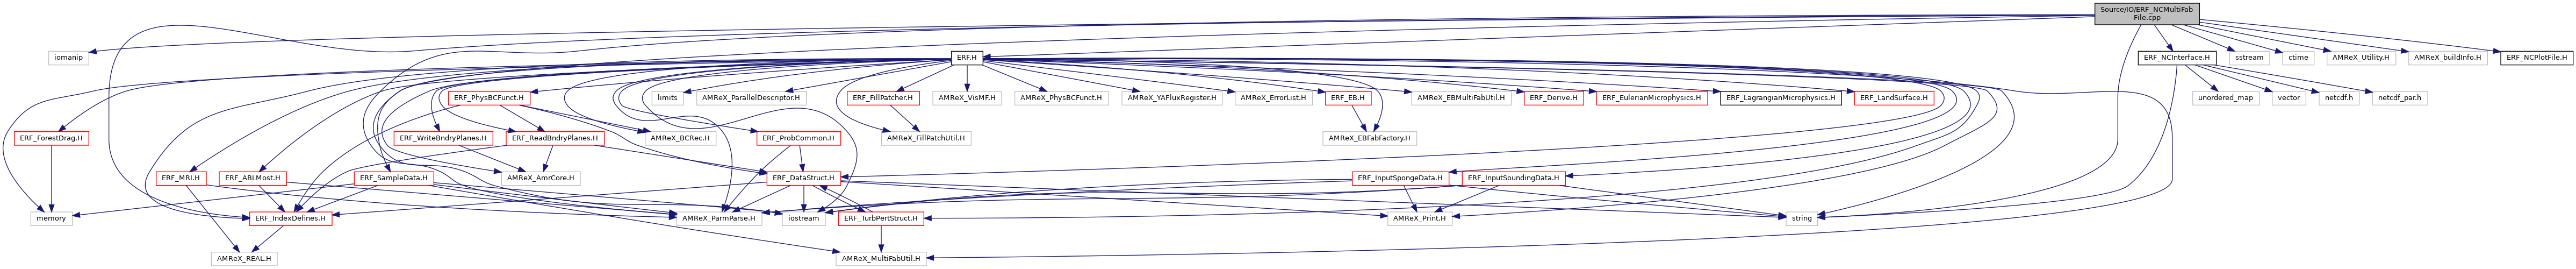 Source/IO/ERF_NCMultiFab
File.cpp
iomanip
ERF.H
ERF_NCInterface.H
sstream
ctime
AMReX_Utility.H
AMReX_buildInfo.H
ERF_NCPlotFile.H
ERF_PhysBCFunct.H
limits
AMReX_ParallelDescriptor.H
ERF_FillPatcher.H
AMReX_VisMF.H
AMReX_PhysBCFunct.H
AMReX_YAFluxRegister.H
AMReX_ErrorList.H
ERF_EB.H
AMReX_EBMultiFabUtil.H
ERF_Derive.H
ERF_EulerianMicrophysics.H
ERF_LagrangianMicrophysics.H
ERF_LandSurface.H
unordered_map
vector
netcdf.h
netcdf_par.h
ERF_ForestDrag.H
ERF_WriteBndryPlanes.H
ERF_ReadBndryPlanes.H
AMReX_BCRec.H
ERF_ProbCommon.H
AMReX_FillPatchUtil.H
AMReX_EBFabFactory.H
ERF_MRI.H
ERF_ABLMost.H
ERF_SampleData.H
AMReX_AmrCore.H
ERF_DataStruct.H
ERF_InputSpongeData.H
ERF_InputSoundingData.H
memory
ERF_IndexDefines.H
AMReX_ParmParse.H
iostream
ERF_TurbPertStruct.H
AMReX_Print.H
string
AMReX_REAL.H
AMReX_MultiFabUtil.H